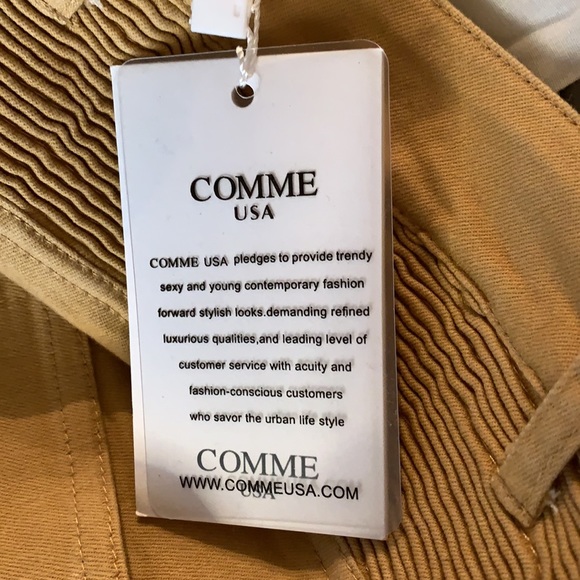 COMME
USA
COMME USA pledges to provide trendy
sexy and young contemporary fashion
forward stylish looks.demanding refined
luxurious qualities,and leading level of
customer service with acuity and
fashion-conscious customers
who savor the urban life style
COMME
USA
WWW.COMMEUSA.COM